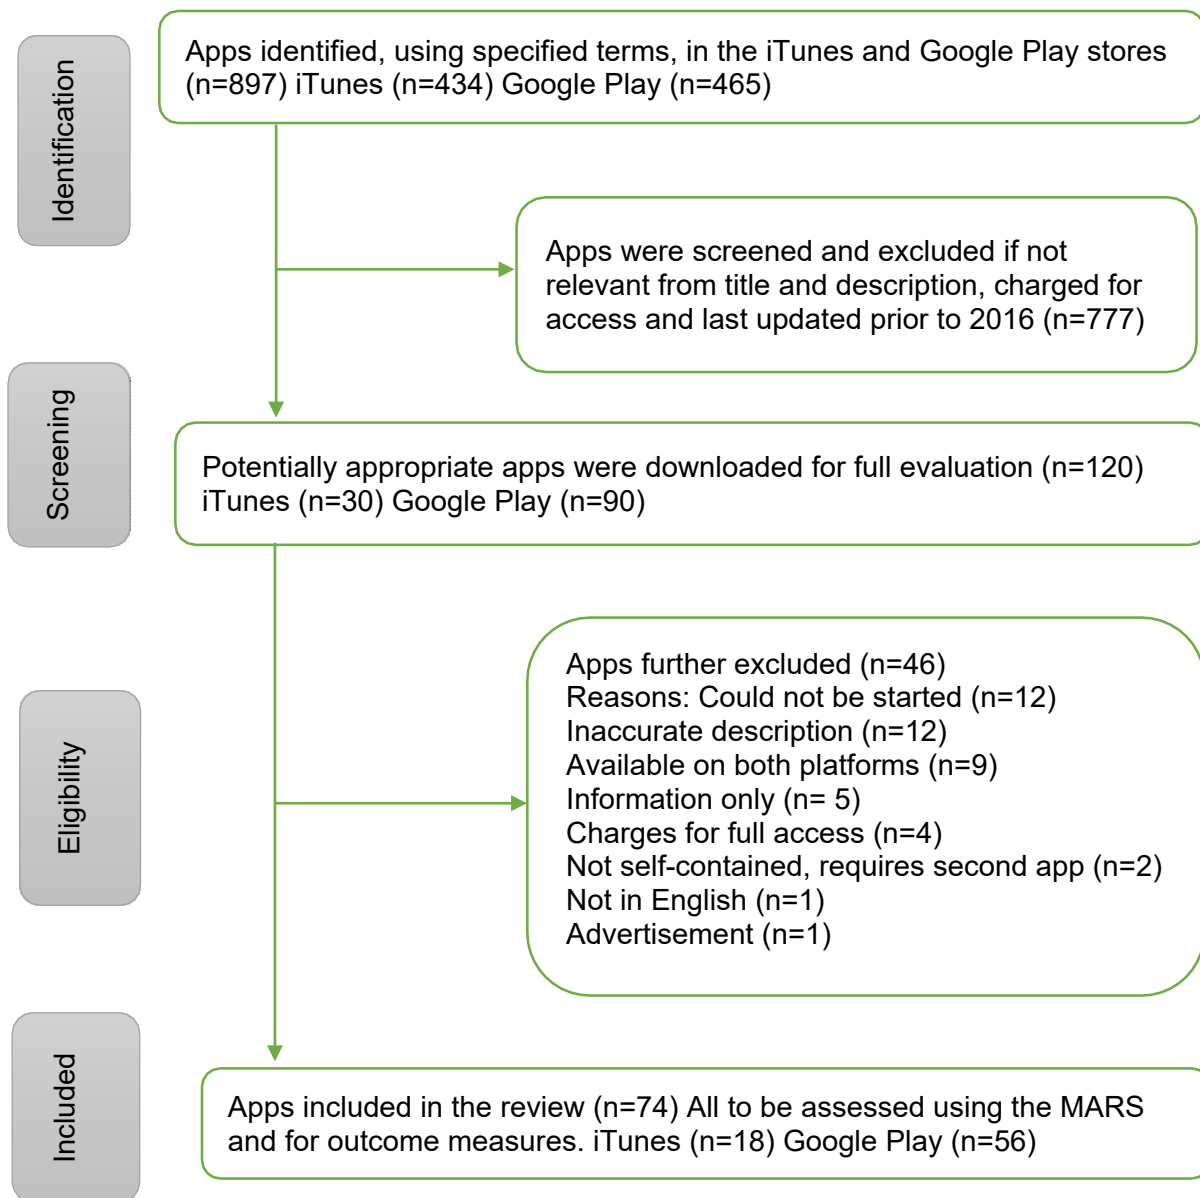 Identification
Apps identified, using specified terms, in the iTunes and Google Play stores
(n=897) iTunes (n=434) Google Play (n=465)
Apps were screened and excluded if not
relevant from title and description, charged for
access and last updated prior to 2016 (n=777)
Screening
Potentially appropriate apps were downloaded for full evaluation (n=120)
iTunes (n=30) Google Play (n=90)
Eligibility
Apps further excluded (n=46)
Reasons: Could not be started (n=12)
Inaccurate description (n=12)
Available on both platforms (n=9)
Information only (n= 5)
Charges for full access (n=4)
Not self-contained, requires second app (n=2)
Not in English (n=1)
Advertisement (n=1)
Included
Apps included in the review (n=74) All to be assessed using the MARS
and for outcome measures. iTunes (n=18) Google Play (n=56)